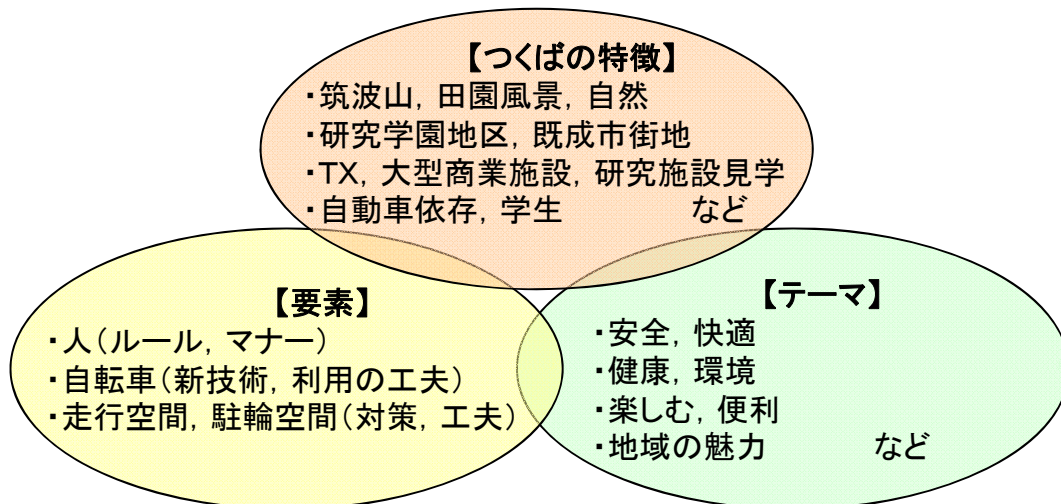 【つくばの特徴】
・筑波山，田園風景，自然
・研究学園地区，既成市街地
・TX，大型商業施設，研究施設見学
・自動車依存，学生　　　　　など
【要素】
・人（ルール，マナー）
・自転車（新技術，利用の工夫）
・走行空間，駐輪空間（対策，工夫）
【テーマ】
・安全，快適
・健康，環境
・楽しむ，便利
・地域の魅力　　　　　など